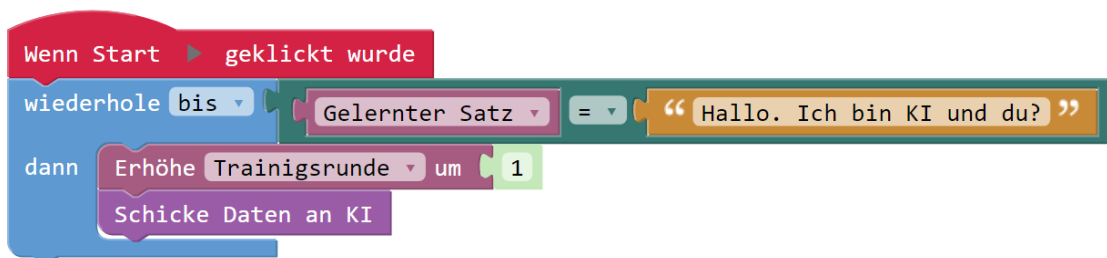 Wenn Start geklickt wurde
wiederhole bis Gelernter Satz = “ Hallo. Ich bin KI und du? ”
dann Erhöhe Trainigsrunde um 1
Schicke Daten an KI